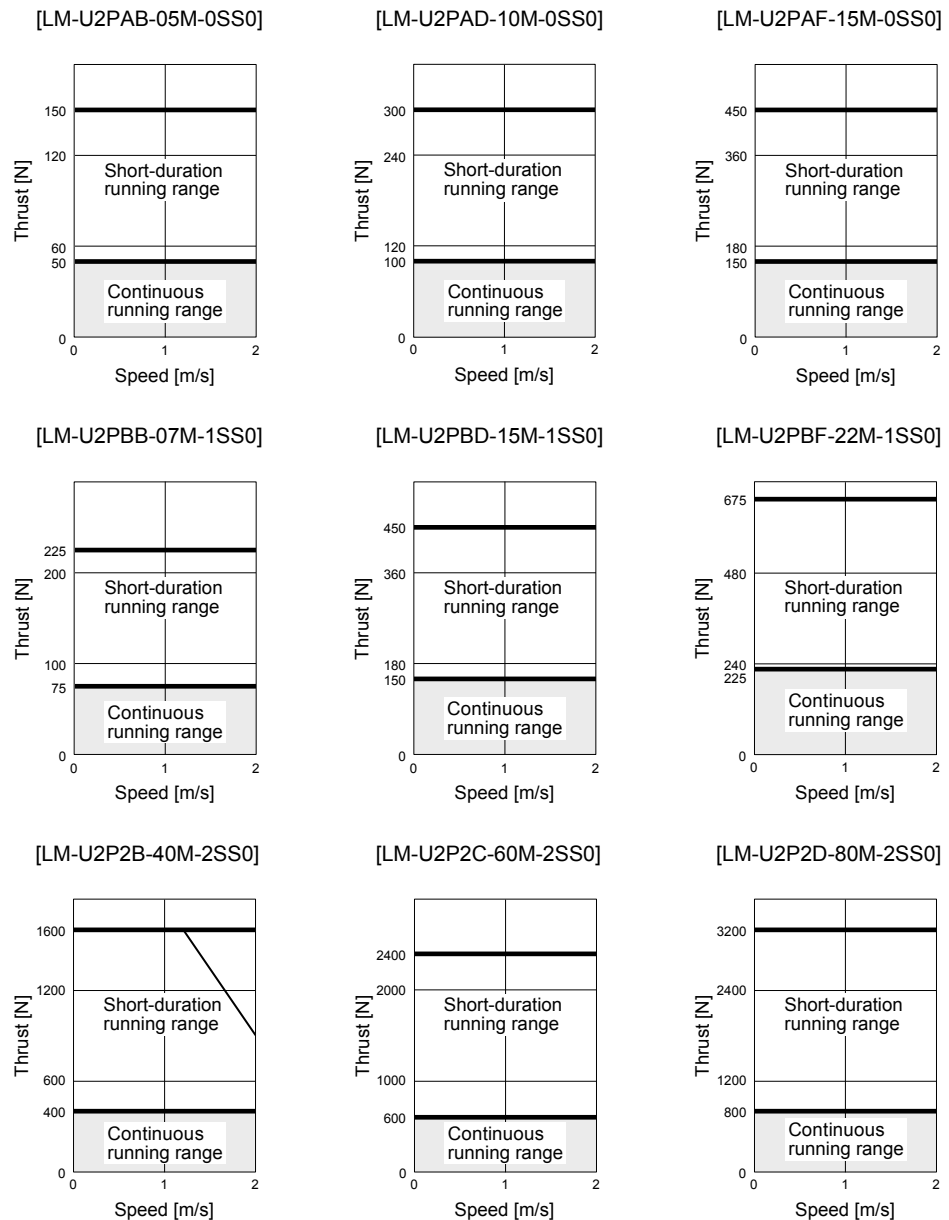 [LM-U2PAB-05M-0SS0]
Thrust [N]
150
120
60
50
0
Short-duration
running range
Continuous
running range
0 1 2
Speed [m/s]
[LM-U2PAD-10M-0SS0]
Thrust [N]
300
240
120
100
0
Short-duration
running range
Continuous
running range
0 1 2
Speed [m/s]
[LM-U2PAF-15M-0SS0]
Thrust [N]
450
360
180
150
0
Short-duration
running range
Continuous
running range
0 1 2
Speed [m/s]
[LM-U2PBB-07M-1SS0]
Thrust [N]
225
200
100
75
0
Short-duration
running range
Continuous
running range
0 1 2
Speed [m/s]
[LM-U2PBD-15M-1SS0]
Thrust [N]
450
360
180
150
0
Short-duration
running range
Continuous
running range
0 1 2
Speed [m/s]
[LM-U2PBF-22M-1SS0]
Thrust [N]
675
480
240
225
0
Short-duration
running range
Continuous
running range
0 1 2
Speed [m/s]
[LM-U2P2B-40M-2SS0]
Thrust [N]
1600
1200
600
400
0
Short-duration
running range
Continuous
running range
0 1 2
Speed [m/s]
[LM-U2P2C-60M-2SS0]
Thrust [N]
2400
2000
1000
600
0
Short-duration
running range
Continuous
running range
0 1 2
Speed [m/s]
[LM-U2P2D-80M-2SS0]
Thrust [N]
3200
2400
1200
800
0
Short-duration
running range
Continuous
running range
0 1 2
Speed [m/s]